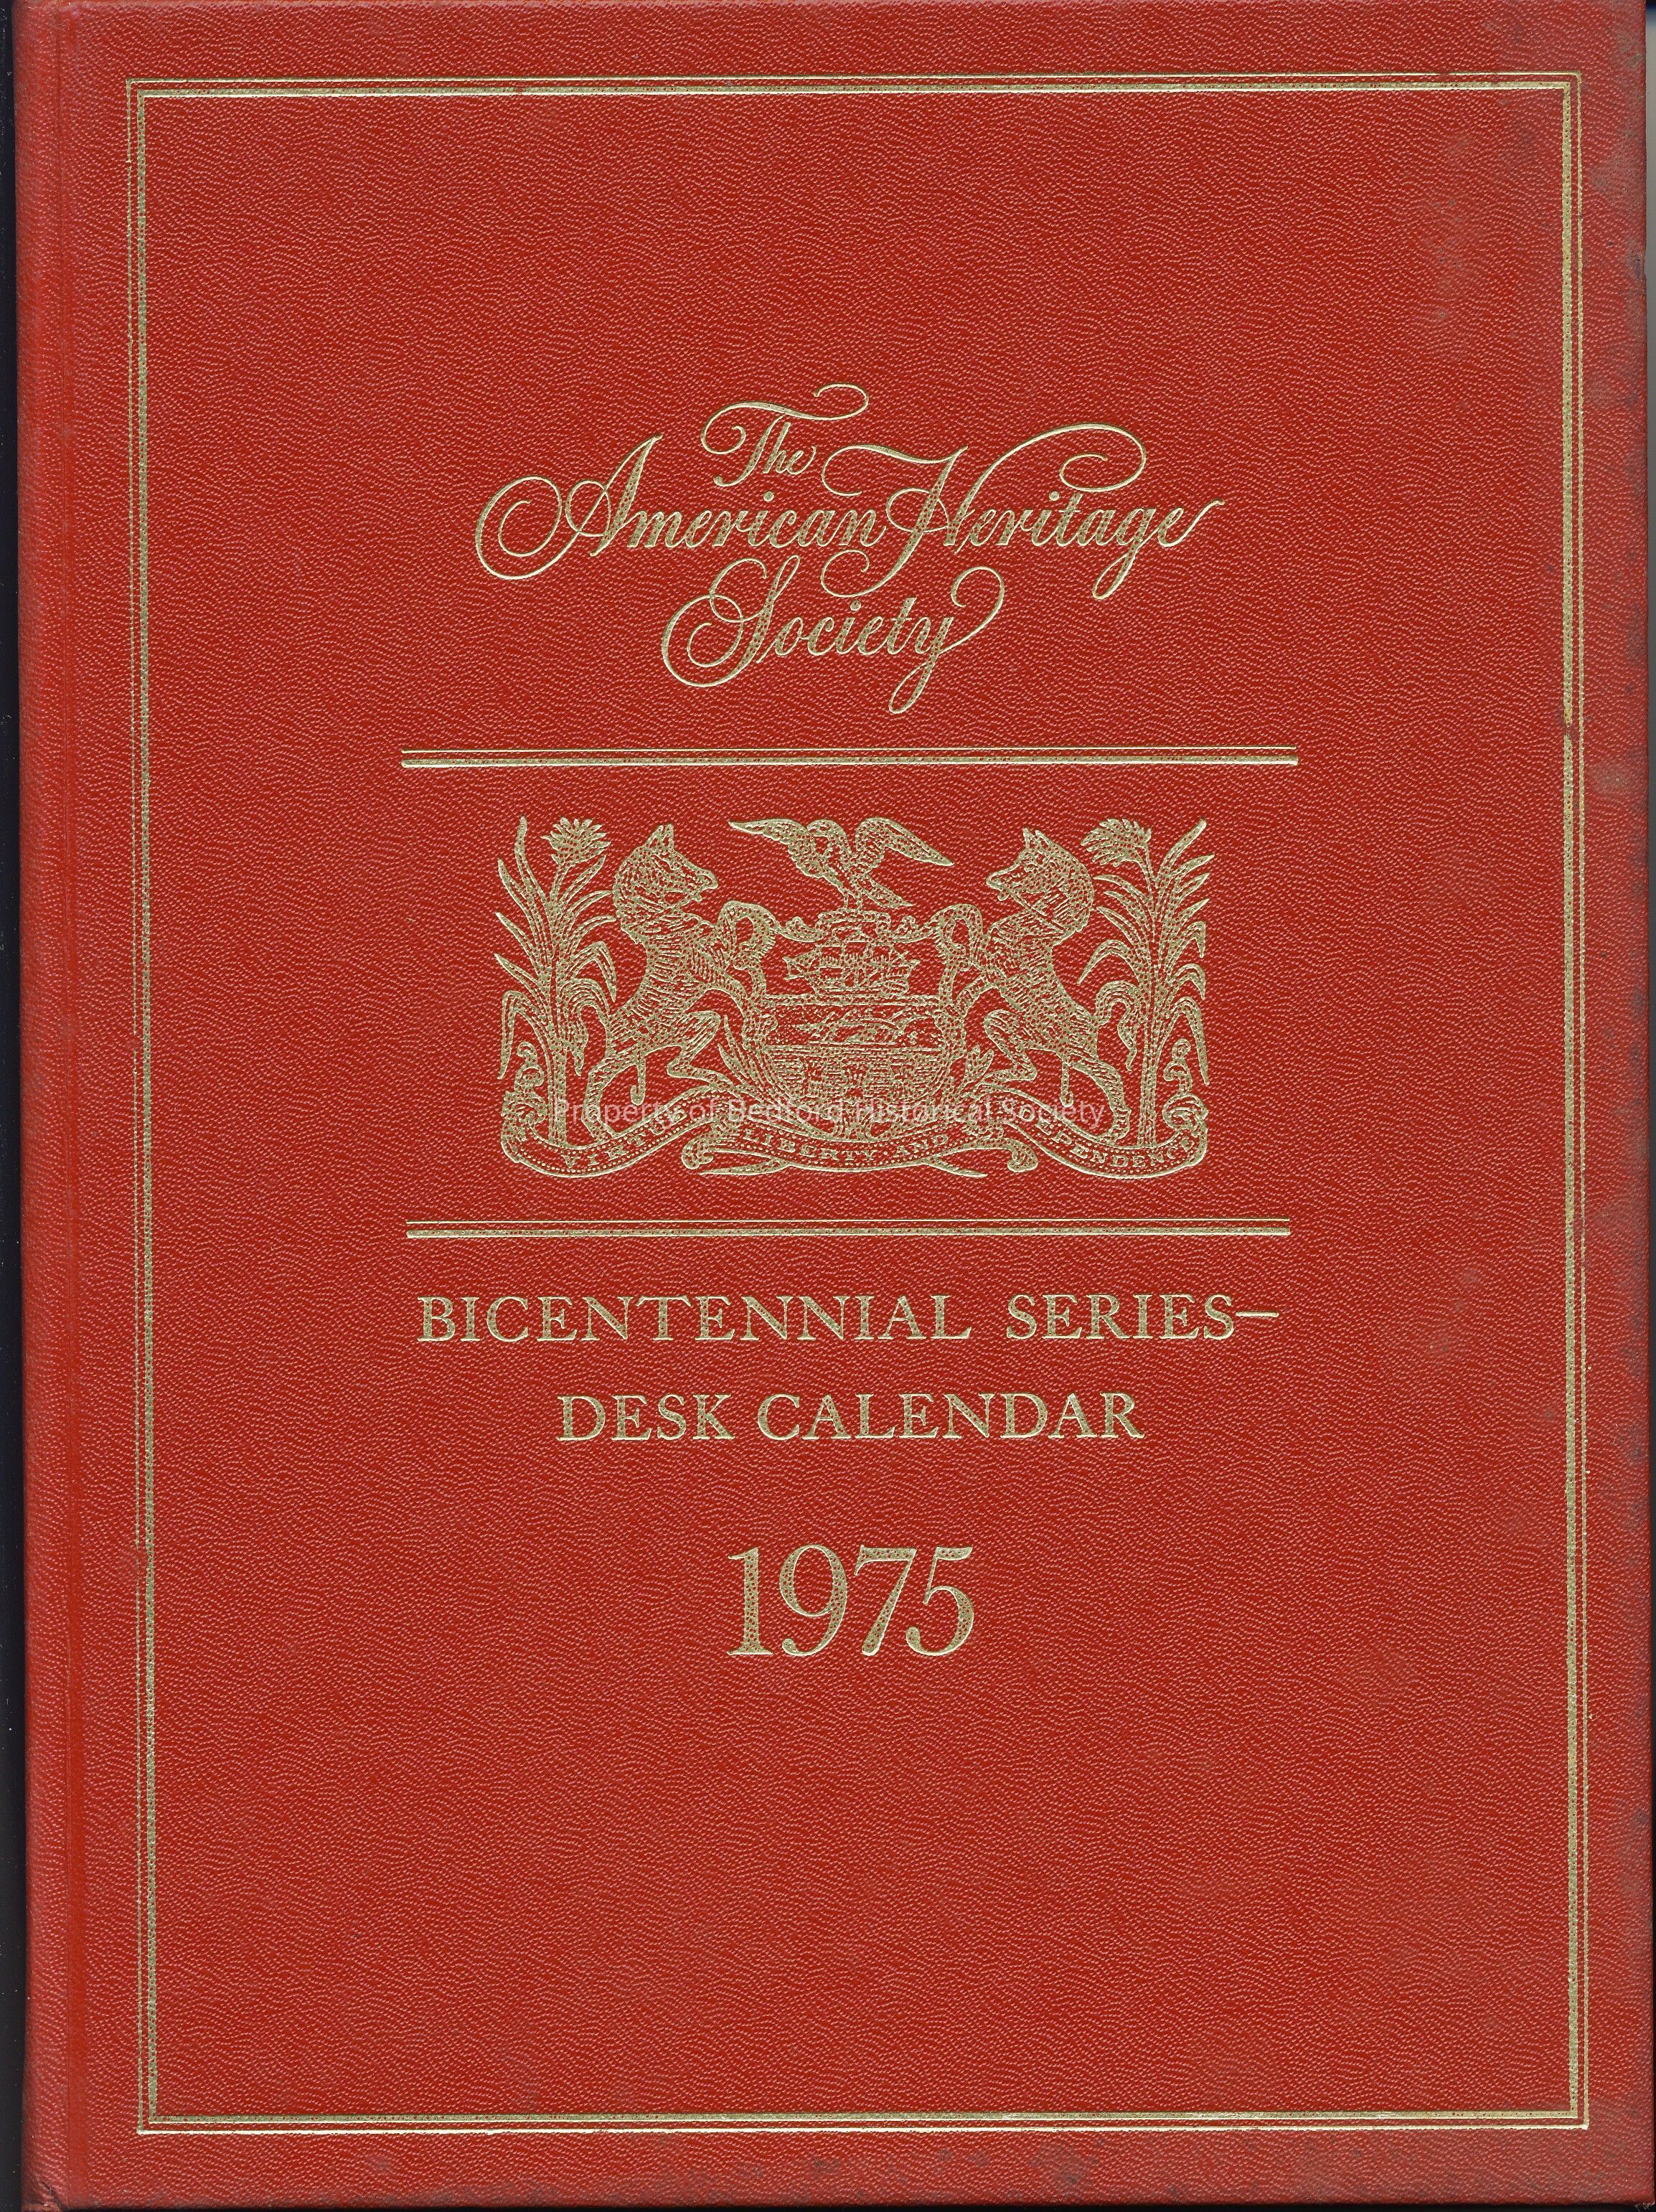 The
American Heritage
Society
Property of Bedford Historical Society
VIRTUE LIBERTY AND INDEPENDENCE
BICENTENNIAL SERIES—
DESK CALENDAR
1975